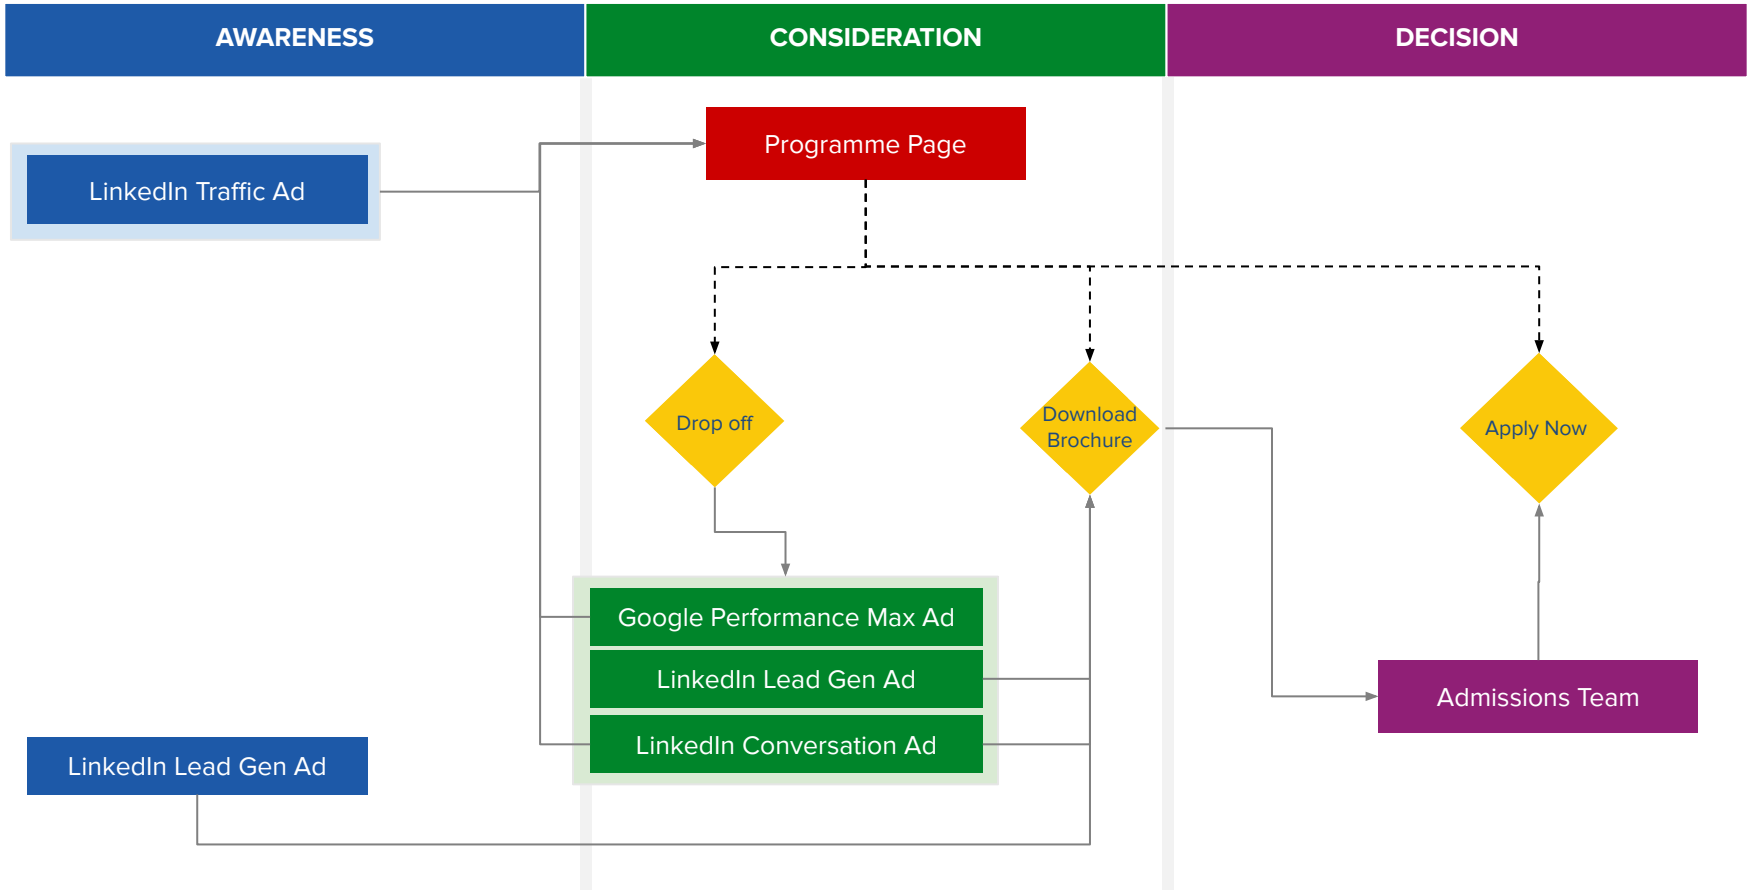 AWARENESS
CONSIDERATION
DECISION
Programme Page
LinkedIn Traffic Ad
Drop off
Download
Brochure
Apply Now
Google Performance Max Ad
LinkedIn Lead Gen Ad
LinkedIn Conversation Ad
Admissions Team
LinkedIn Lead Gen Ad